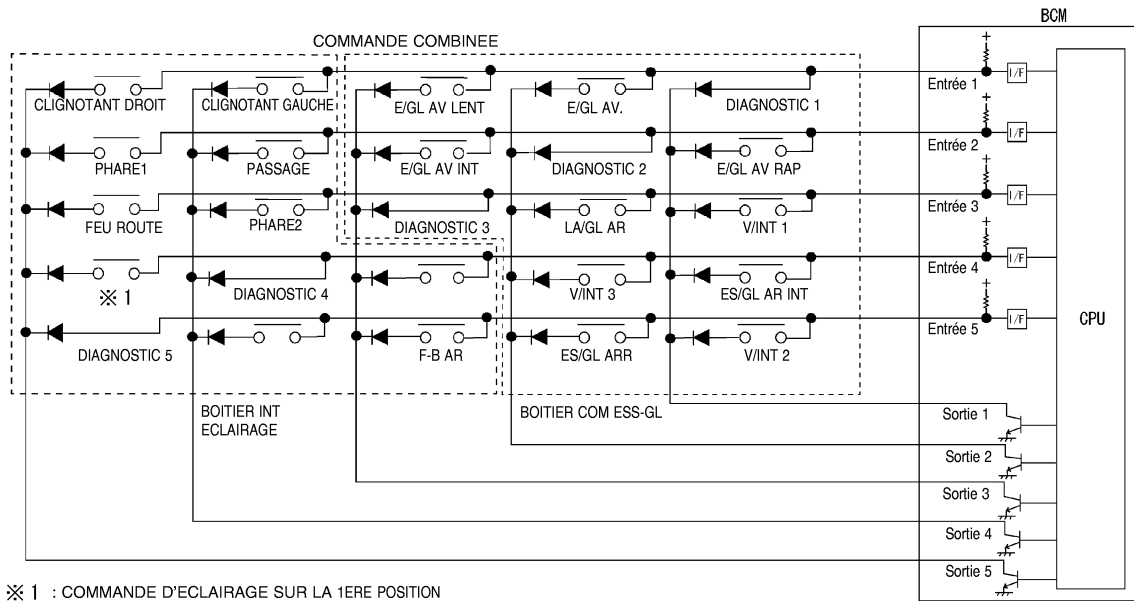 BCM
COMMANDE COMBINEE
CLIGNOTANT DROIT
CLIGNOTANT GAUCHE
E/GL AV LENT
E/GL AV.
DIAGNOSTIC 1
Entrée 1
I/F
PHARE1
PASSAGE
E/GL AV INT
DIAGNOSTIC 2
E/GL AV RAP
Entrée 2
I/F
FEU ROUTE
PHARE2
DIAGNOSTIC 3
LA/GL AR
V/INT 1
Entrée 3
I/F
※ 1
DIAGNOSTIC 4
V/INT 3
ES/GL AR INT
Entrée 4
I/F
DIAGNOSTIC 5
F-B AR
ES/GL ARR
V/INT 2
Entrée 5
I/F
CPU
BOITIER INT
ECLAIRAGE
BOITIER COM ESS-GL
Sortie 1
Sortie 2
Sortie 3
Sortie 4
Sortie 5
※ 1 : COMMANDE D'ECLAIRAGE SUR LA 1ERE POSITION